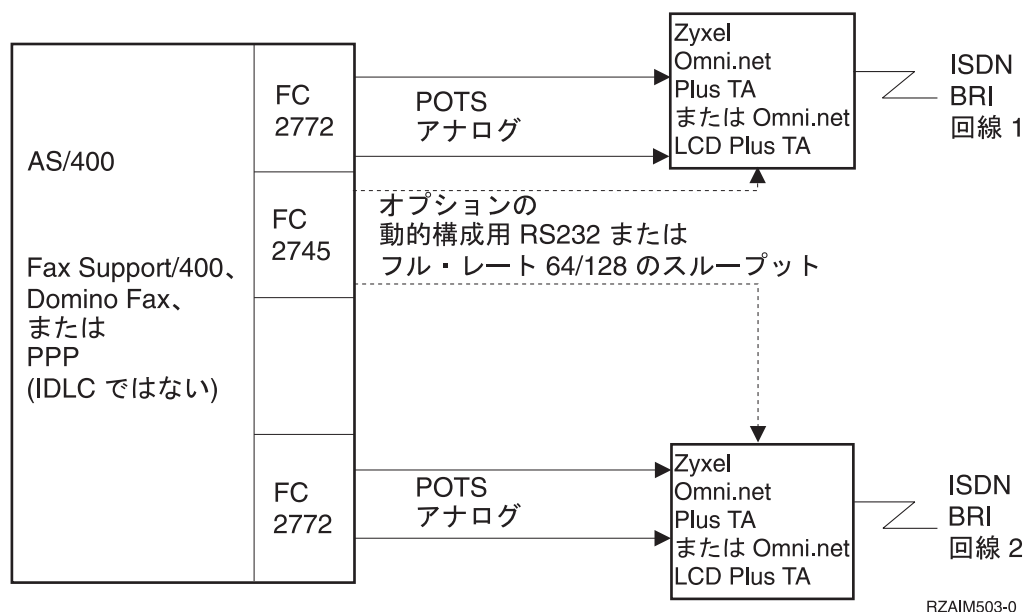 AS/400
Fax Support/400、
Domino Fax、
または
PPP
(IDLC ではない)
FC
2772
FC
2745
FC
2772
POTS
アナログ
オプションの
動的構成用 RS232 または
フル・レート 64/128 のスループット
POTS
アナログ
Zyxel
Omni.net
Plus TA
または Omni.net
LCD Plus TA
ISDN
BRI
回線 1
Zyxel
Omni.net
Plus TA
または Omni.net
LCD Plus TA
ISDN
BRI
回線 2
RZAIM503-0